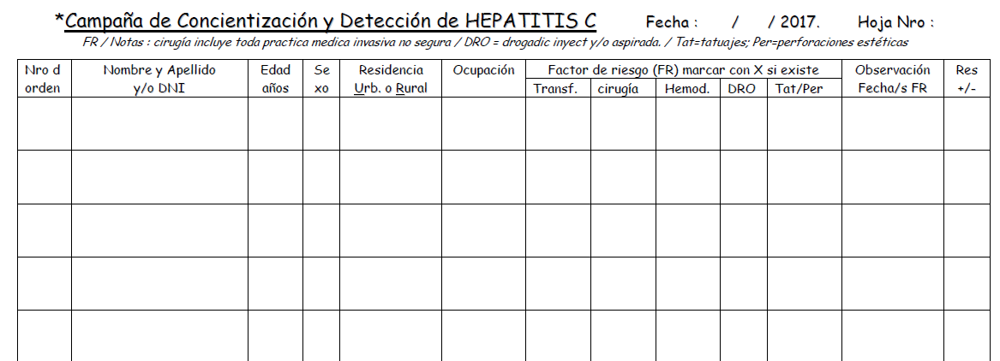 *Campaña de Concientización y Detección de HEPATITIS C Fecha : / / 2017. Hoja Nro :
FR / Notas : cirugía incluye toda practica medica invasiva no segura / DRO = drogadic inyect y/o aspirada. / Tat=tatuajes; Per=perforaciones estéticas
Nro d Nombre y Apellido Edad Se Residencia Ocupación Factor de riesgo (FR) marcar con X si existe Observación Res
orden y/o DNI años xo Urb. o Rural Transf. cirugía Hemod. DRO Tat/Per Fecha/s FR +/-